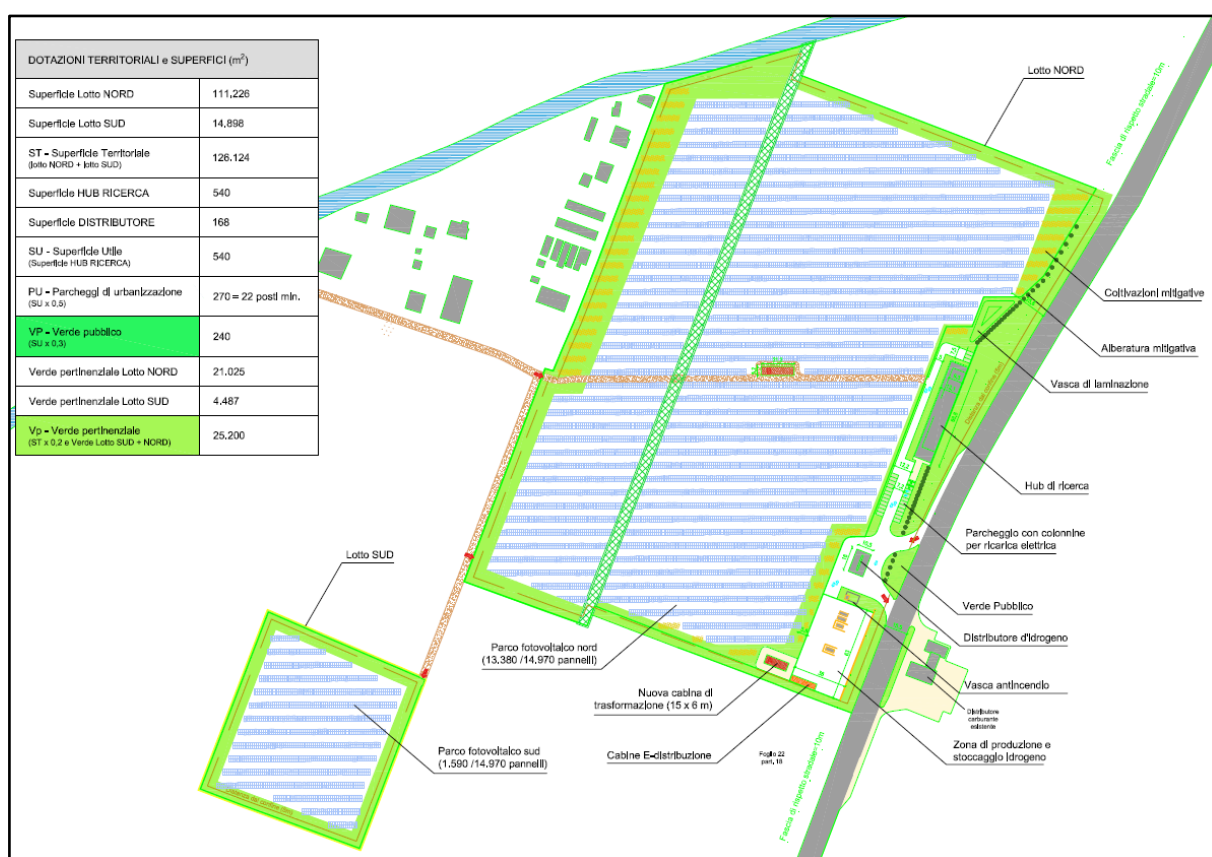 DOTAZIONI TERRITORIALI e SUPERFICI (m²)
Superficie Lotto NORD 111,226
Superficie Lotto SUD 14,898
ST - Superficie Territoriale 126.124
(lotto NORD + lotto SUD)
Superficie HUB RICERCA 540
Superficie DISTRIBUTORE 168
SU - Superficie Utile 540
(Superficie HUB RICERCA)
PU - Parcheggi di urbanizzazione 270 = 22 posti min.
(SU x 0,5)
VP - Verde pubblico 240
(SU x 0,3)
Verde pertinenziale Lotto NORD 21.025
Verde pertinenziale Lotto SUD 4.487
Vp - Verde pertinenziale 25,200
(ST x 0,2 e Verde Lotto SUD + NORD)
Lotto NORD
Fascia di rispetto stradale 10m
Coltivazioni mitigative
Alberatura mitigativa
Vasca di laminazione
Hub di ricerca
Parcheggio con colonnine
per ricarica elettrica
Verde Pubblico
Distributore d'idrogeno
Vasca antincendio
Distributore
carburante
esistente
Zona di produzione e
stoccaggio idrogeno
Lotto SUD
Parco fotovoltaico nord
(13.380 /14.970 pannelli)
Nuova cabina di
trasformazione (15 x 6 m)
Parco fotovoltaico sud
(1.590 /14.970 pannelli)
Cabine E-distribuzione
Foglio 22
part. 18
Fascia di rispetto stradale 10m